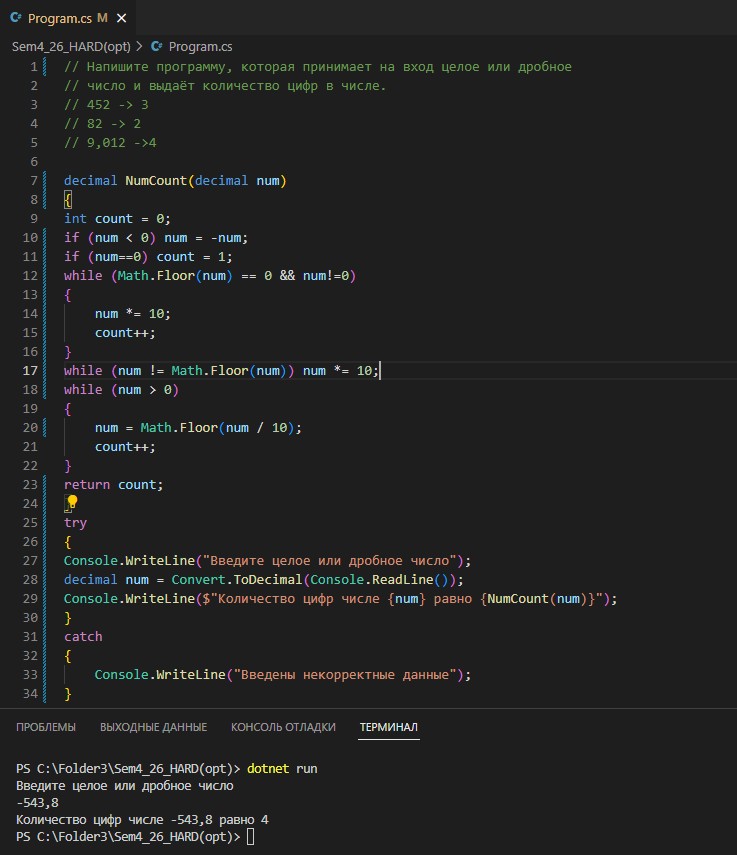 C# Program.cs M ×
Sem4_26_HARD(opt) > C# Program.cs
1 // Напишите программу, которая принимает на вход целое или дробное
2 // число и выдаёт количество цифр в числе.
3 // 452 -> 3
4 // 82 -> 2
5 // 9,012 ->4
6
7 decimal NumCount(decimal num)
8 {
9 int count = 0;
10 if (num < 0) num = -num;
11 if (num==0) count = 1;
12 while (Math.Floor(num) == 0 && num!=0)
13 {
14     num *= 10;
15     count++;
16 }
17 while (num != Math.Floor(num)) num *= 10;
18 while (num > 0)
19 {
20     num = Math.Floor(num / 10);
21     count++;
22 }
23 return count;
24
25 try
26 {
27 Console.WriteLine("Введите целое или дробное число");
28 decimal num = Convert.ToDecimal(Console.ReadLine());
29 Console.WriteLine($"Количество цифр числе {num} равно {NumCount(num)}");
30 }
31 catch
32 {
33     Console.WriteLine("Введены некорректные данные");
34 }
ПРОБЛЕМЫ ВЫХОДНЫЕ ДАННЫЕ КОНСОЛЬ ОТЛАДКИ ТЕРМИНАЛ
PS C:\Folder3\Sem4_26_HARD(opt)> dotnet run
Введите целое или дробное число
-543,8
Количество цифр числе -543,8 равно 4
PS C:\Folder3\Sem4_26_HARD(opt)>